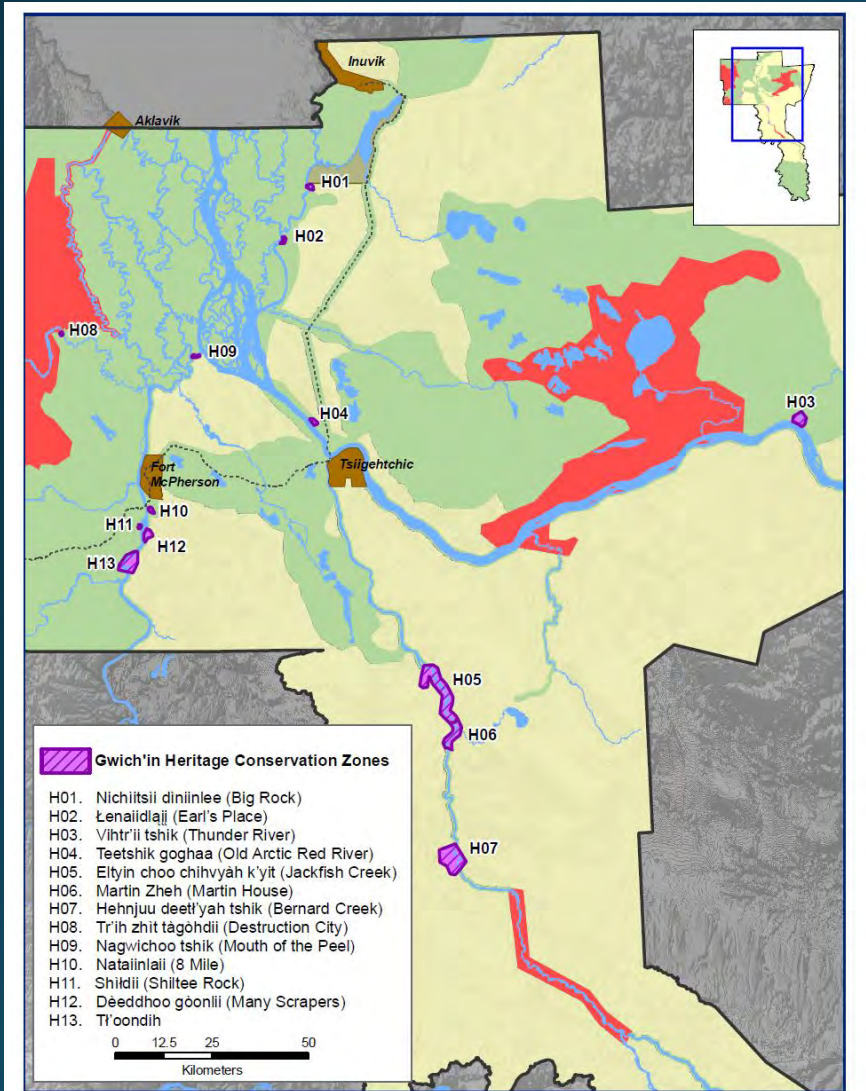 Inuvik
Aklavik
H01
H02
H08
H09
H03
H04
Fort
McPherson
Tsiigehtchic
H10
H11
H12
H13
H05
H06
H07
Gwich'in Heritage Conservation Zones
H01. Nichìitsìi dìniinlee (Big Rock)
H02. Łenaiidląįį (Earl's Place)
H03. Vihtr'ii tshik (Thunder River)
H04. Teetshik goghaa (Old Arctic Red River)
H05. Eltyin choo chihvyàh k'yit (Jackfish Creek)
H06. Martin Zheh (Martin House)
H07. Hehnjuu deetł'yah tshik (Bernard Creek)
H08. Tr'ih zhit tàgòhdii (Destruction City)
H09. Nagwichoo tshik (Mouth of the Peel)
H10. Nataiinlaii (8 Mile)
H11. Shiłdii (Shiltee Rock)
H12. Dèeddhoo gòonlii (Many Scrapers)
H13. Tł'oondih
0 12.5 25 50
Kilometers